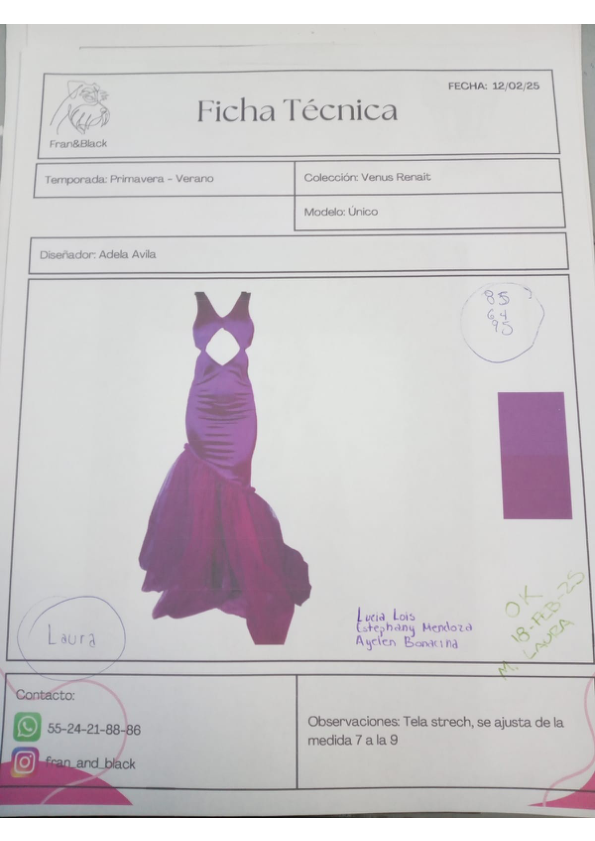 FECHA: 12/02/25
Ficha Técnica
Fran&Black
Temporada: Primavera - Verano
Colección: Venus Renait
Modelo: Único
Diseñador: Adela Avila
85
64
95
Laura
Lucia Lois
Estephany Mendoza
Ayelen Bonacina
OK
18-FEB-25
M. LAURA
Contacto:
55-24-21-88-86
fran_and_black
Observaciones: Tela strech, se ajusta de la
medida 7 a la 9